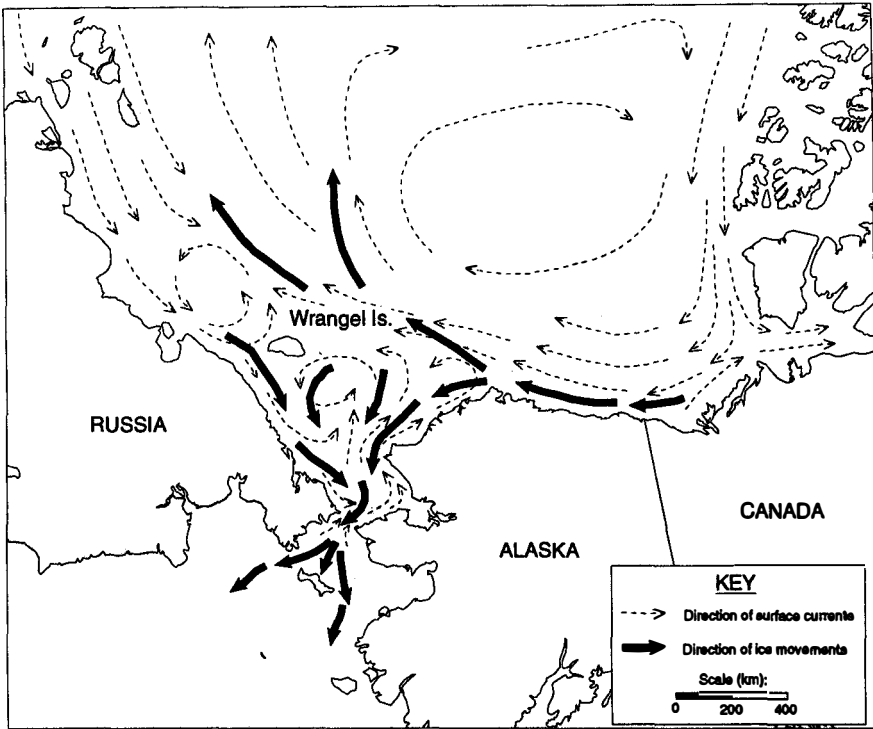 Wrangel Is.
RUSSIA
CANADA
ALASKA
KEY
Direction of surface currents
Direction of ice movements
Scale (km):
0 200 400